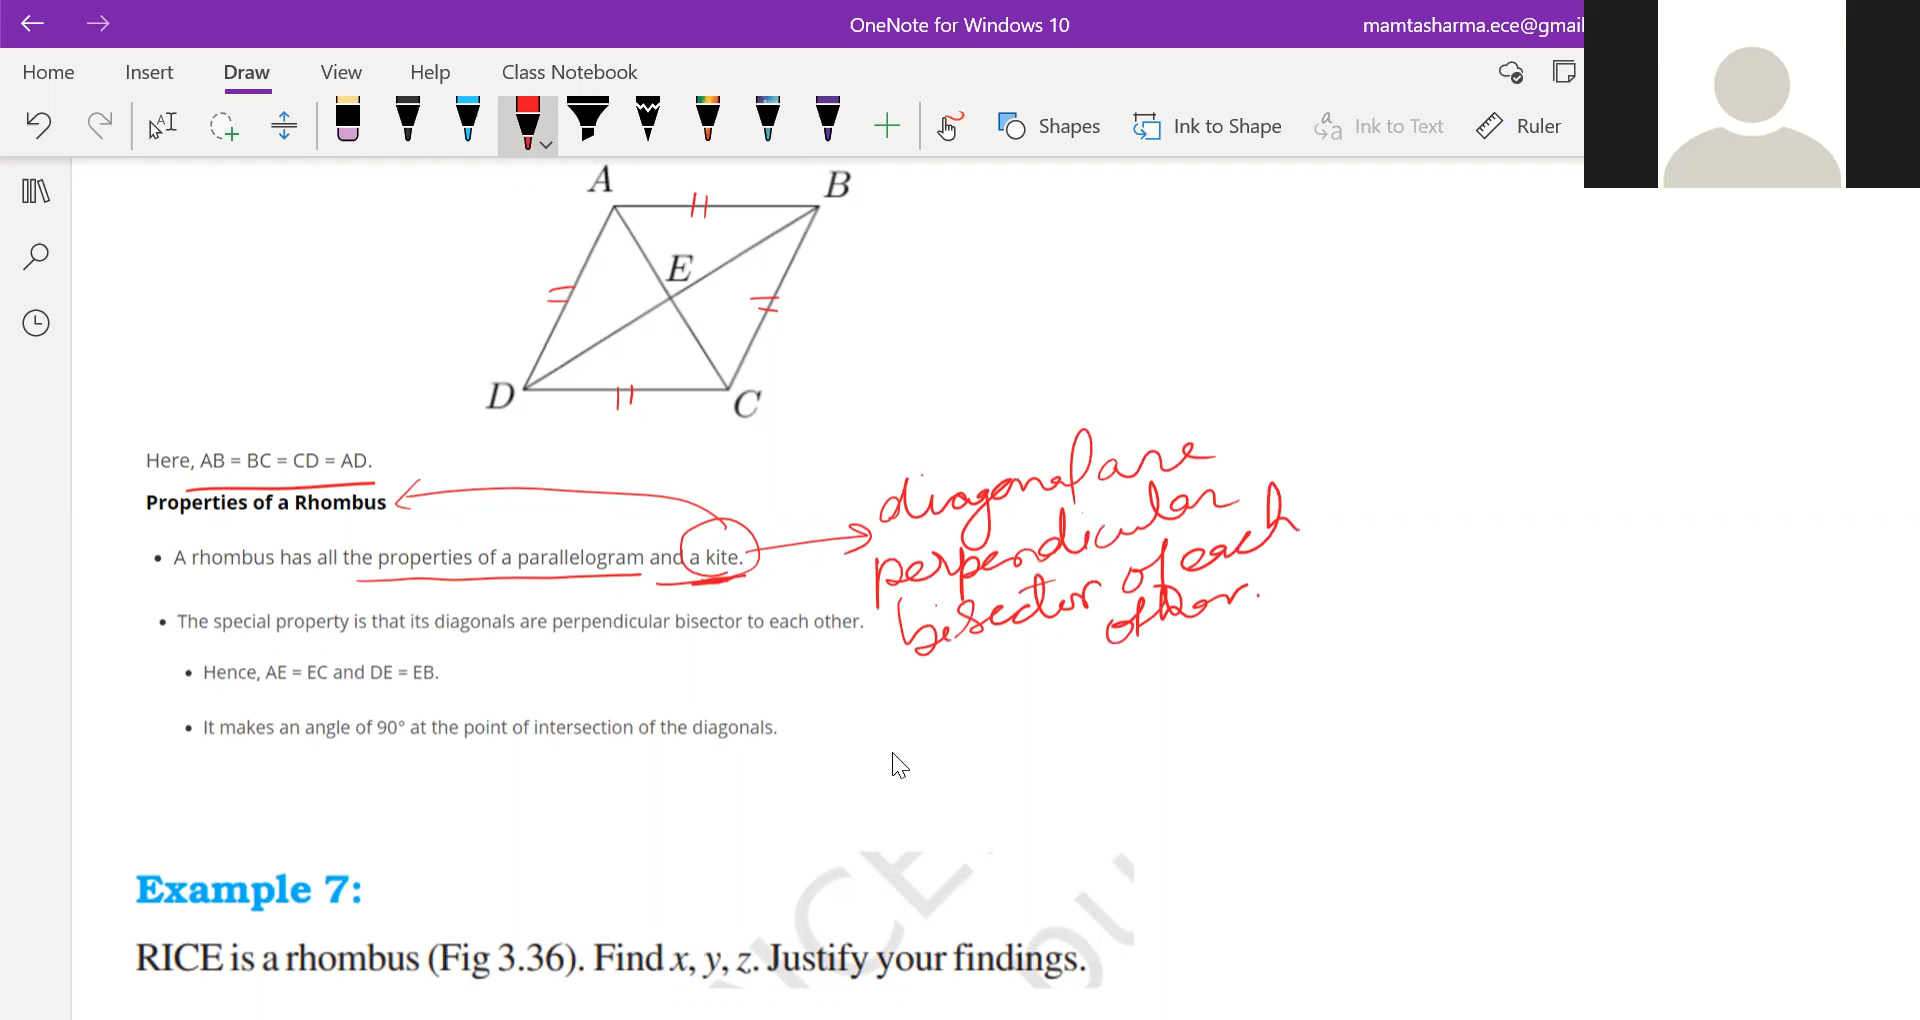 OneNote for Windows 10
mamtasharma.ece@gmail
Home Insert Draw View Help Class Notebook
Shapes Ink to Shape Ink to Text Ruler
A
B
E
D
C
Here, AB = BC = CD = AD.
Properties of a Rhombus
• A rhombus has all the properties of a parallelogram and a kite.
• The special property is that its diagonals are perpendicular bisector to each other.
• Hence, AE = EC and DE = EB.
• It makes an angle of 90° at the point of intersection of the diagonals.
diagonal are
perpendicular
bisector of each
other.
Example 7:
RICE is a rhombus (Fig 3.36). Find x, y, z. Justify your findings.